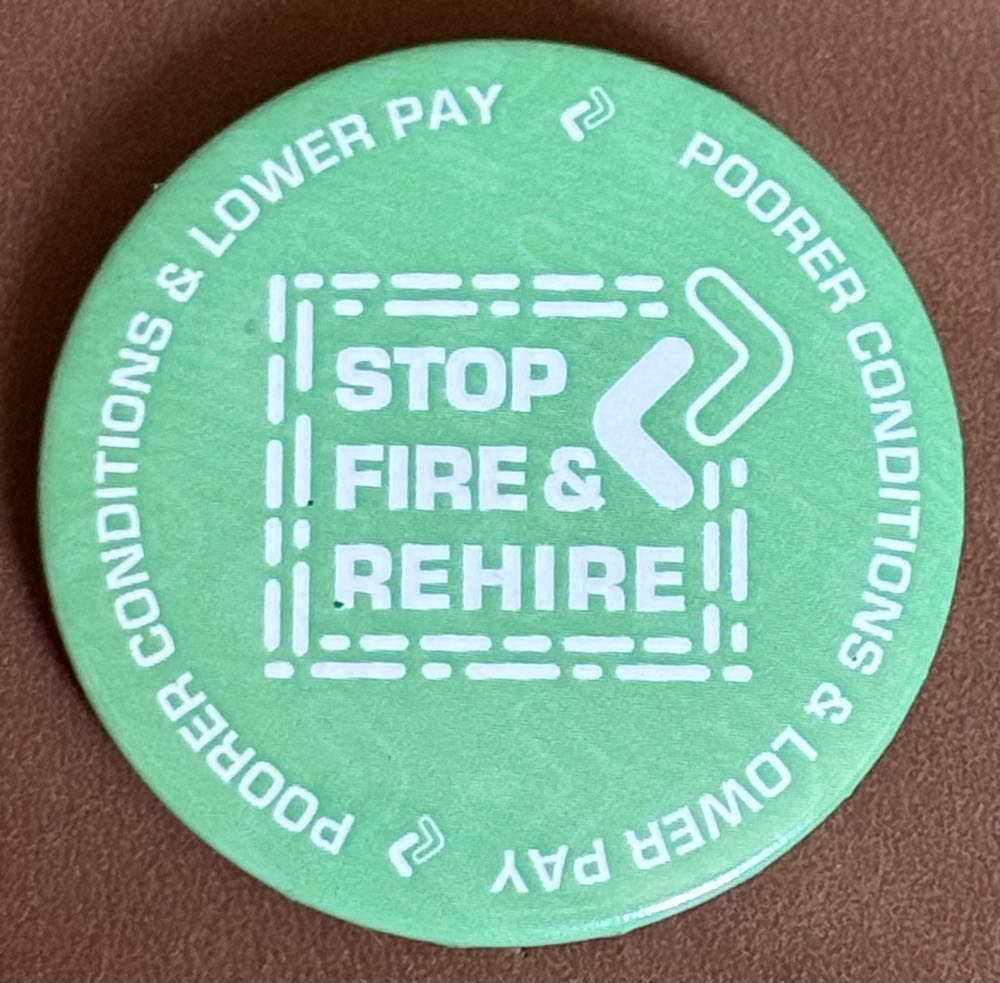 STOP
FIRE &
REHIRE
POORER CONDITIONS & LOWER PAY
POORER CONDITIONS & LOWER PAY